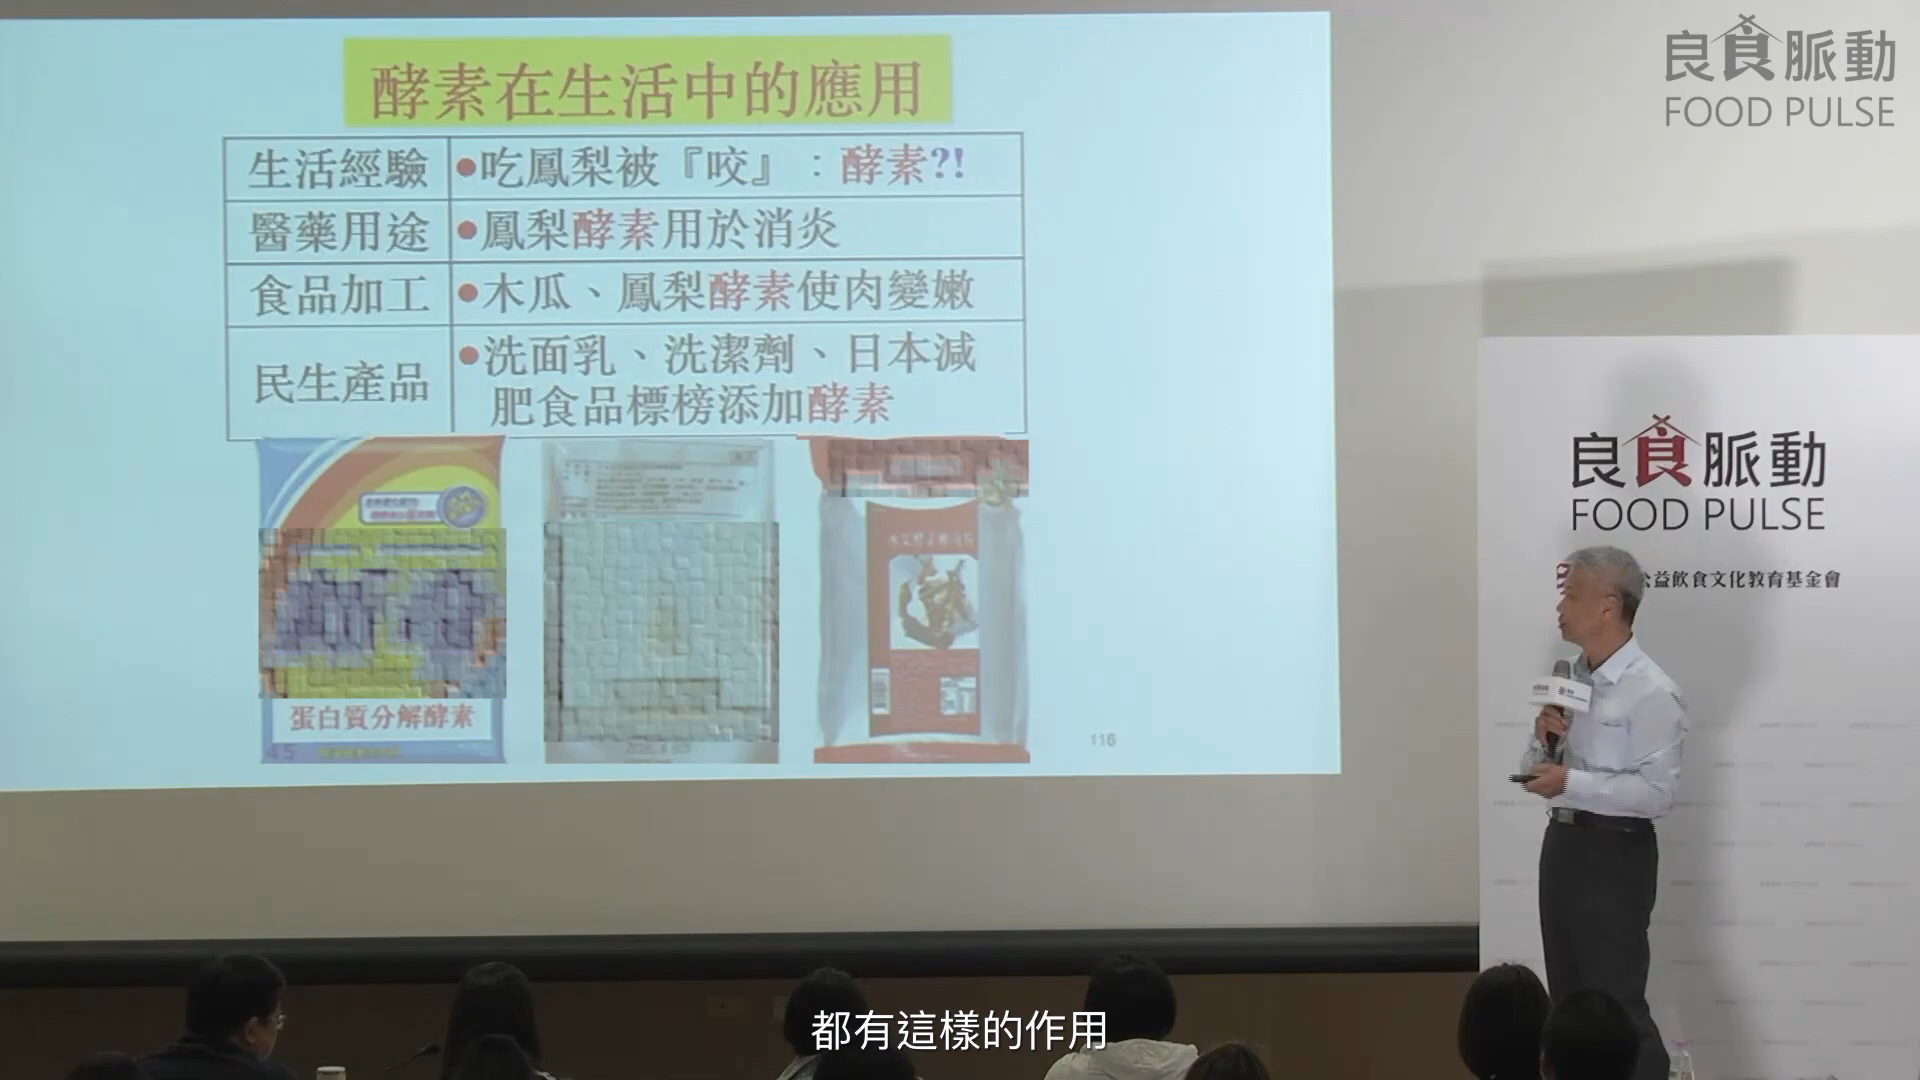 良食脈動
FOOD PULSE
酵素在生活中的應用
生活經驗
•吃鳳梨被『咬』：酵素?!
醫藥用途
•鳳梨酵素用於消炎
食品加工
•木瓜、鳳梨酵素使肉變嫩
民生產品
•洗面乳、洗潔劑、日本減
肥食品標榜添加酵素
蛋白質分解酵素
45
116
良食脈動
FOOD PULSE
公益飲食文化教育基金會
都有這樣的作用